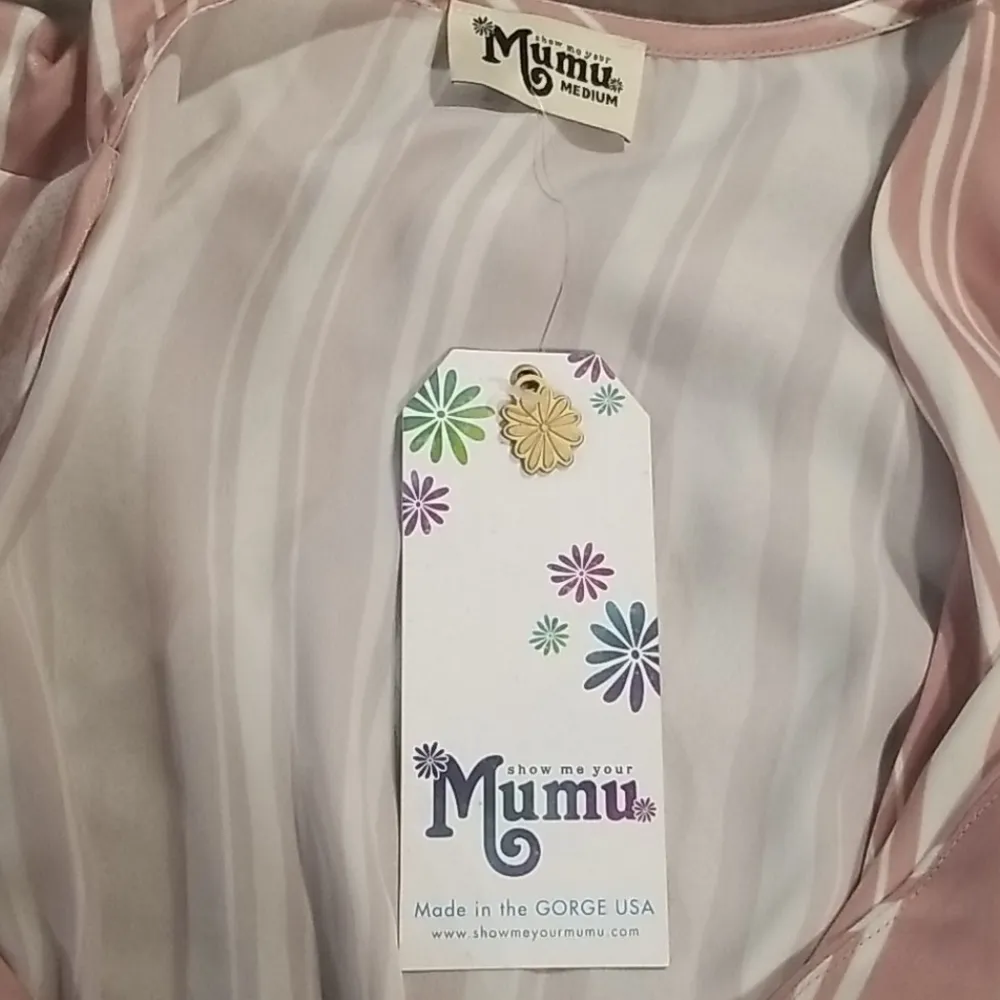 show me your
Mumu
MEDIUM
show me your
Mumu
Made in the GORGE USA
www.showmeyourmumu.com